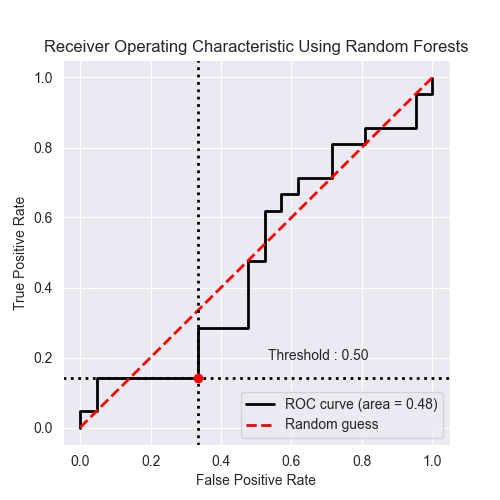 Receiver Operating Characteristic Using Random Forests
True Positive Rate
1.0
0.8
0.6
0.4
0.2
0.0
Threshold : 0.50
ROC curve (area = 0.48)
Random guess
0.0 0.2 0.4 0.6 0.8 1.0
False Positive Rate